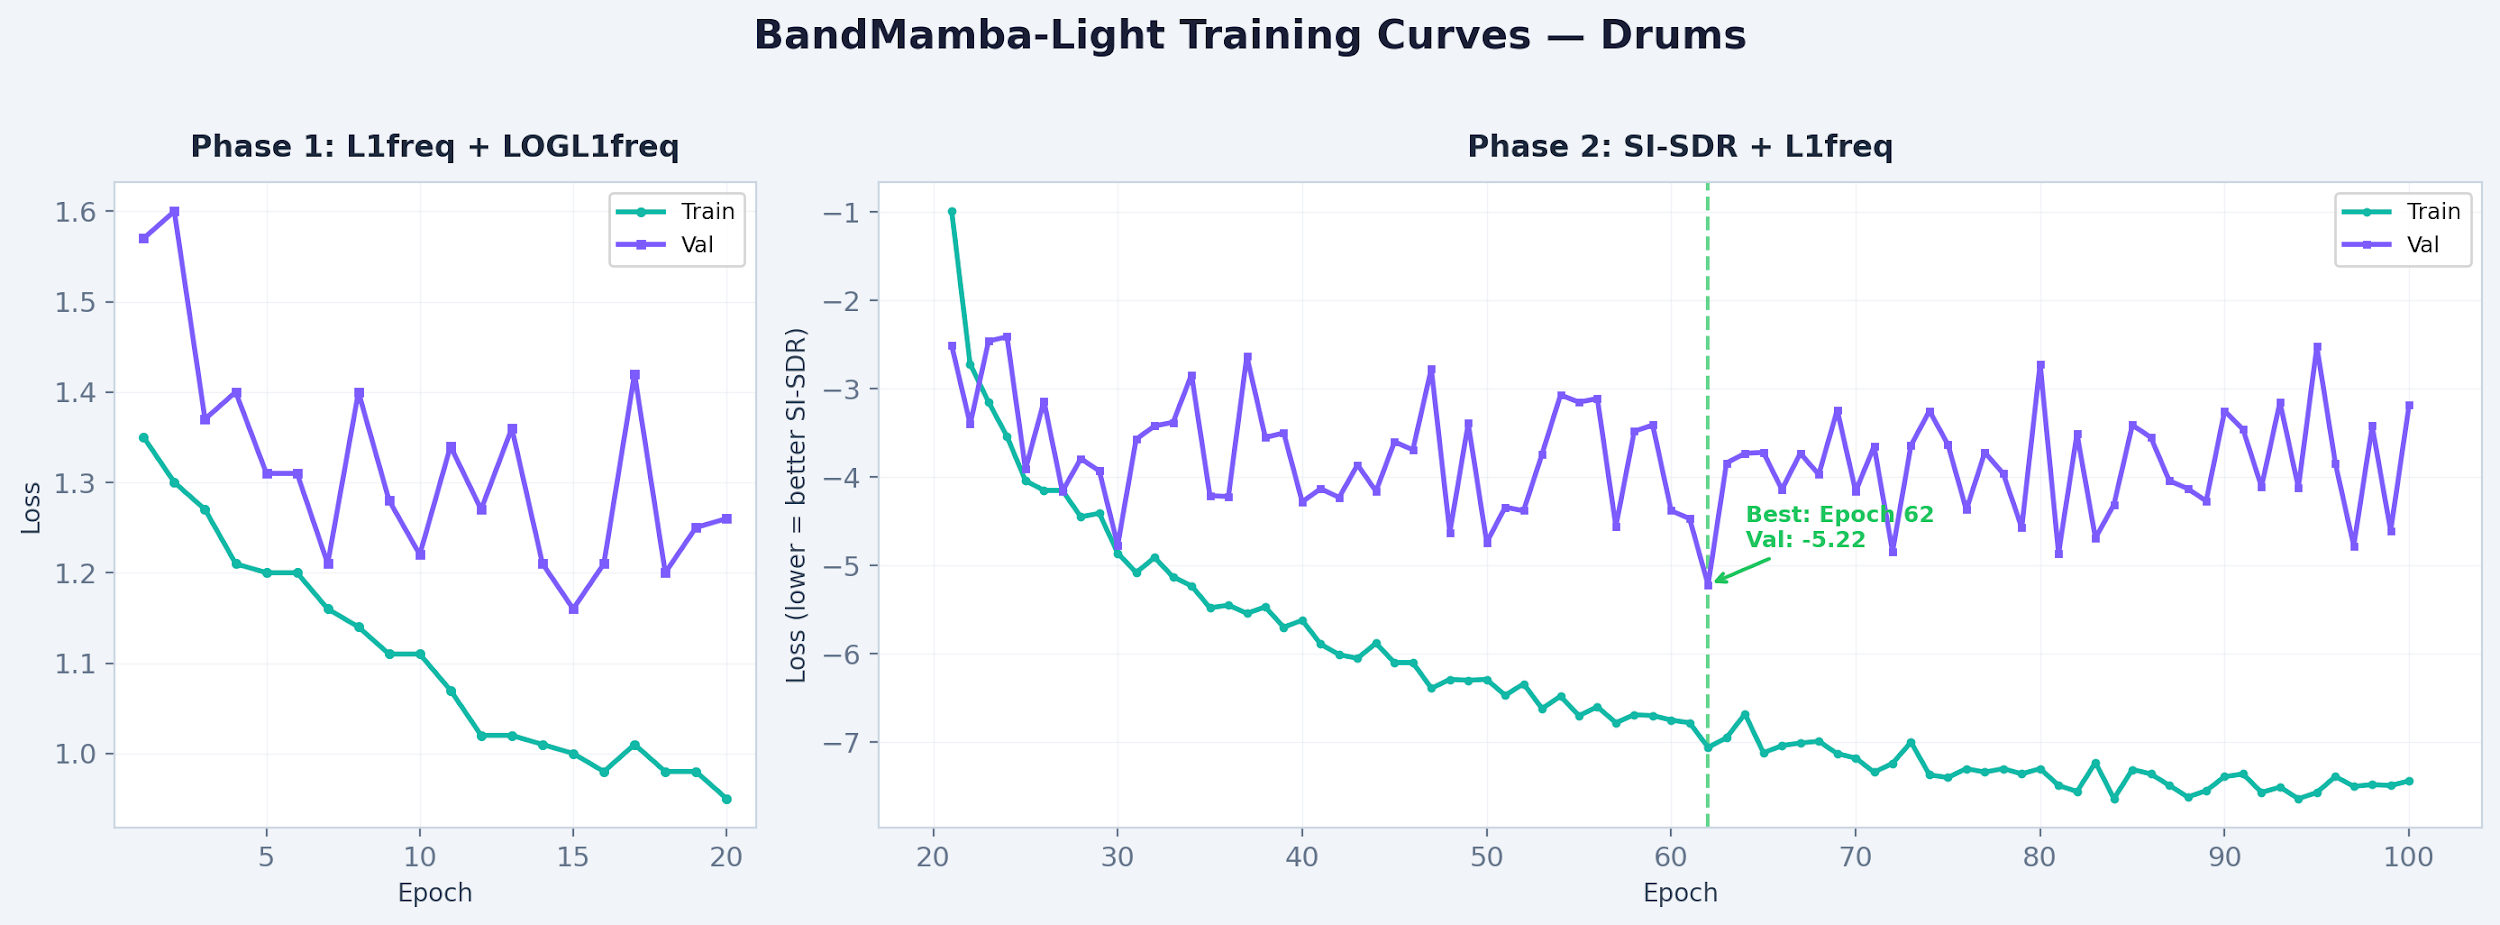 BandMamba-Light Training Curves — Drums
Phase 1: L1freq + LOGL1freq
Loss
1.6
1.5
1.4
1.3
1.2
1.1
1.0
5
10
15
20
Epoch
Train
Val
Phase 2: SI-SDR + L1freq
Loss (lower = better SI-SDR)
−1
−2
−3
−4
−5
−6
−7
20
30
40
50
60
70
80
90
100
Epoch
Train
Val
Best: Epoch 62
Val: -5.22